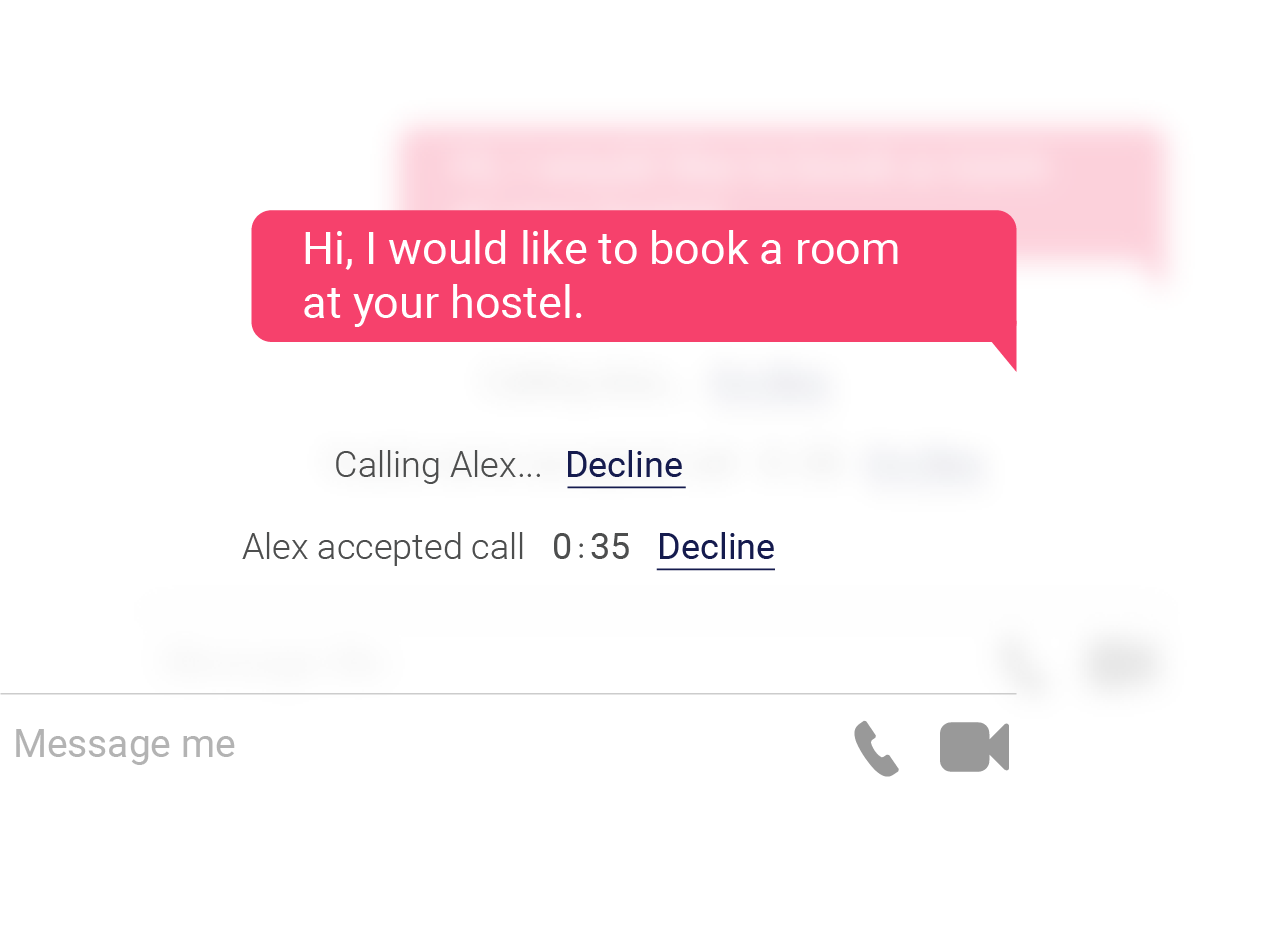 Hi, I would like to book a room
at your hostel.
Calling Alex... Decline
Alex accepted call 0:35 Decline
Message me